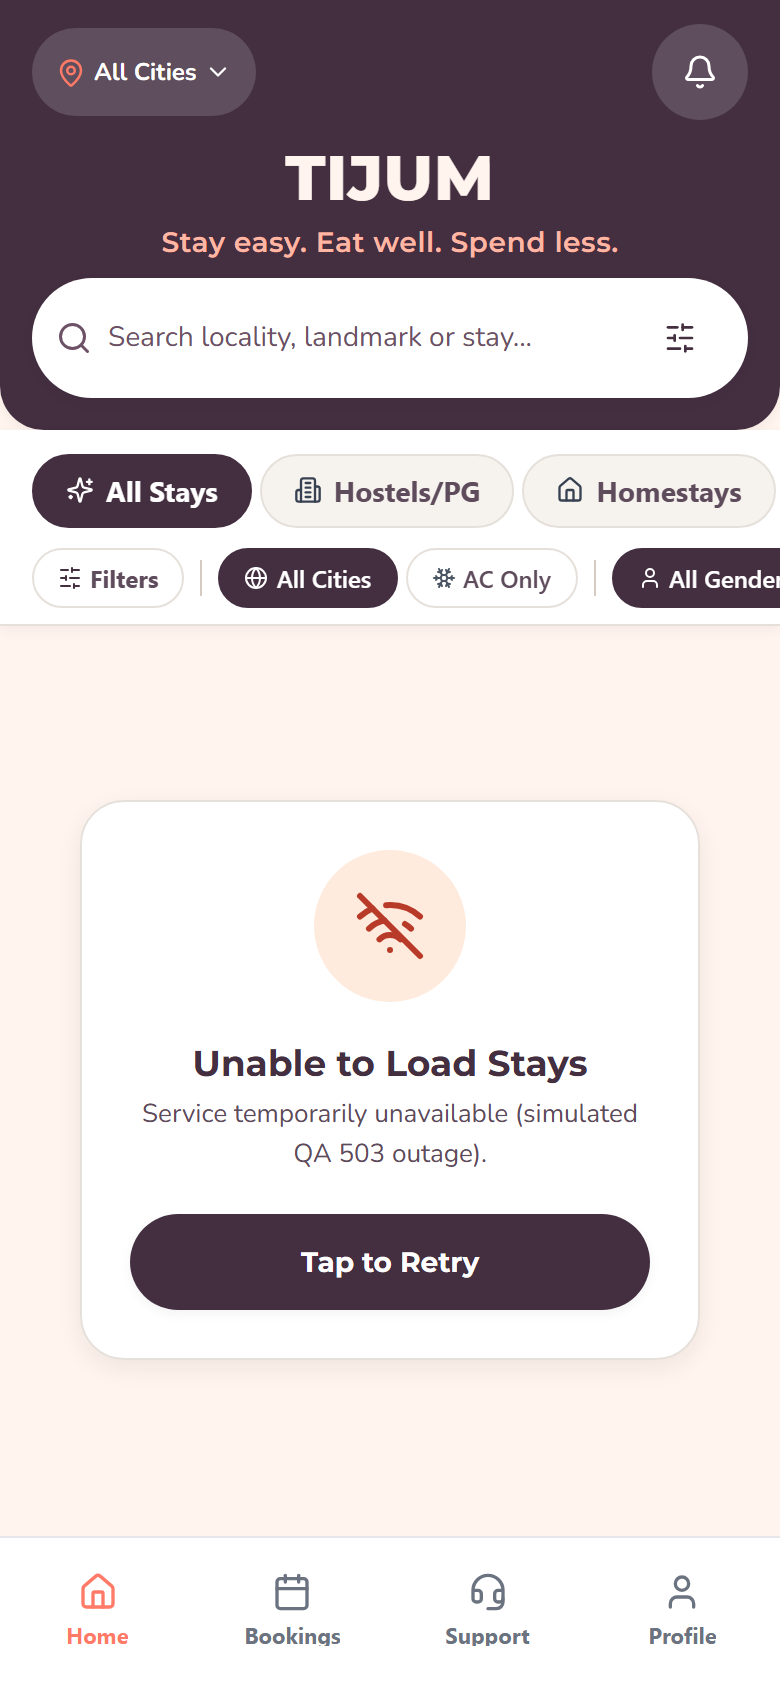 All Cities
TIJUM
Stay easy. Eat well. Spend less.
Search locality, landmark or stay...
All Stays
Hostels/PG
Homestays
Filters
All Cities
AC Only
All Gender
Unable to Load Stays
Service temporarily unavailable (simulated
QA 503 outage).
Tap to Retry
Home
Bookings
Support
Profile